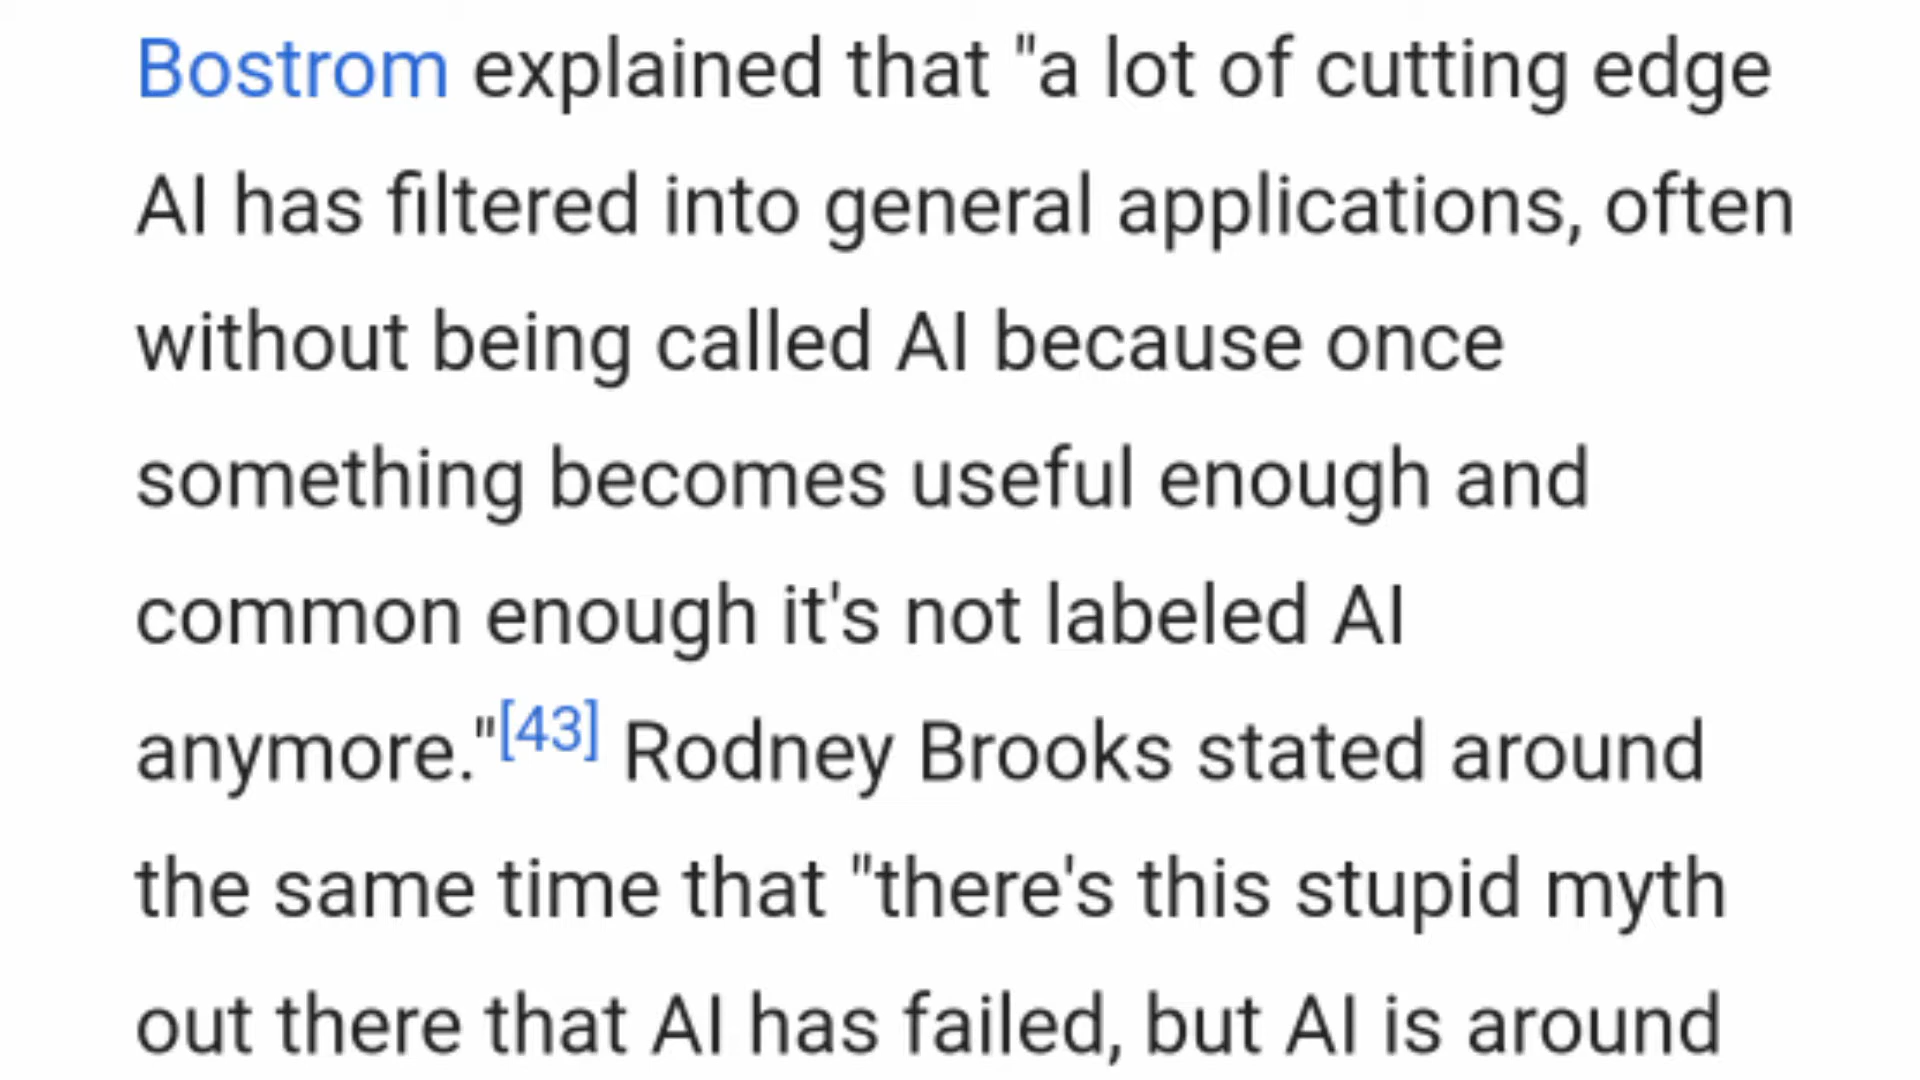 Bostrom explained that "a lot of cutting edge
AI has filtered into general applications, often
without being called AI because once
something becomes useful enough and
common enough it's not labeled AI
anymore."[43] Rodney Brooks stated around
the same time that "there's this stupid myth
out there that AI has failed, but AI is around